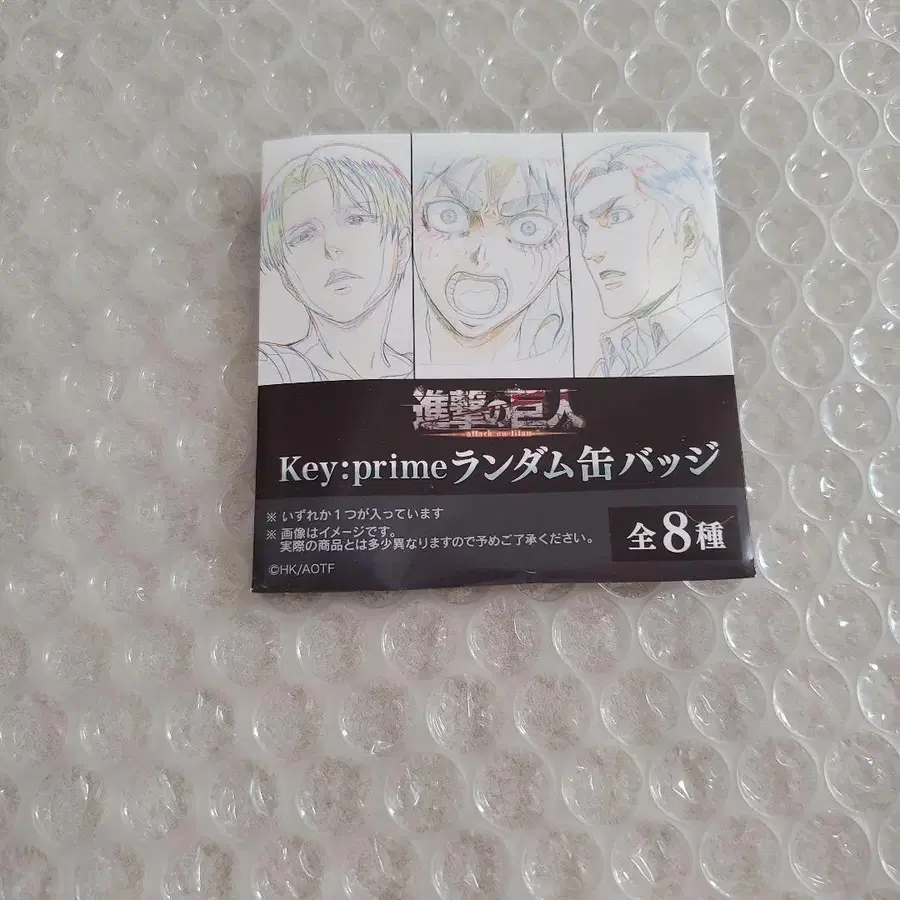 進撃の巨人
attack on titan
Key:primeランダム缶バッジ
※ いずれか1つが入っています
※ 画像はイメージです。
実際の商品とは多少異なりますので予めご了承ください。
全8種
©HK/AOTF